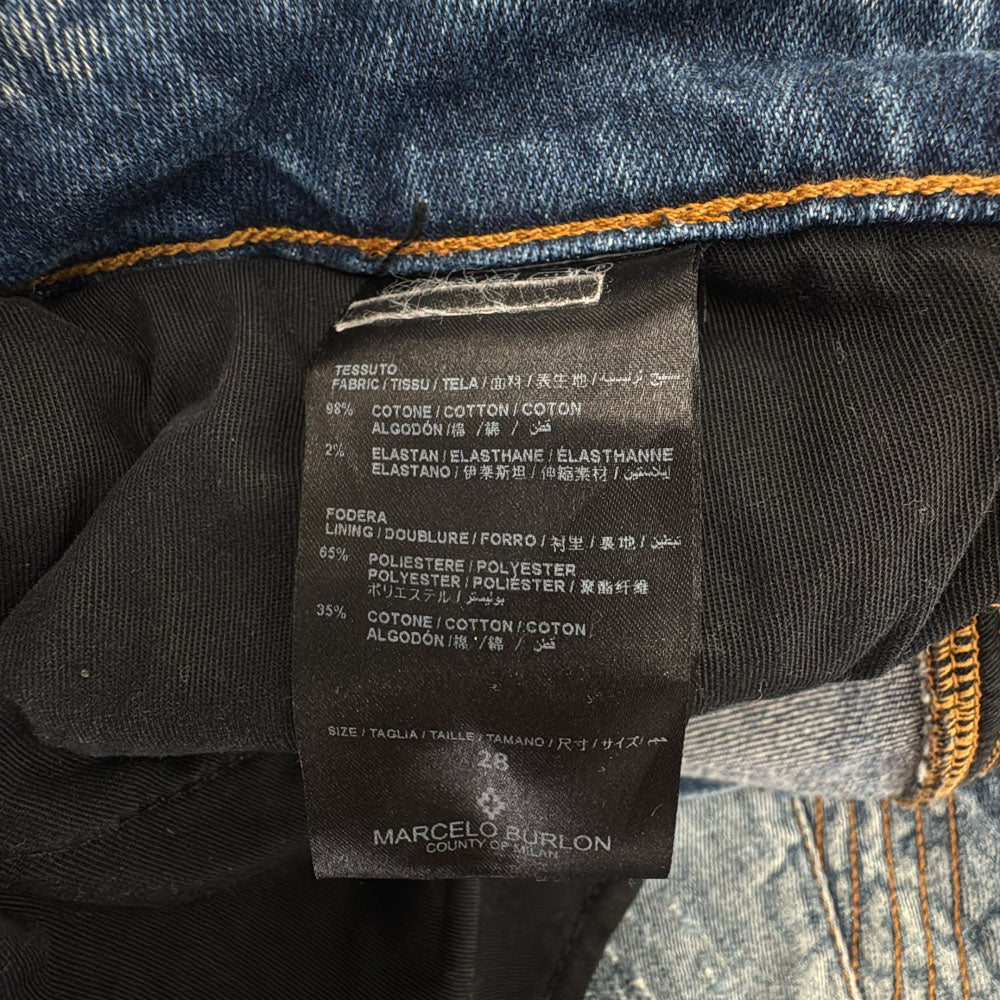 TESSUTO
FABRIC / TISSU / TELA / 面料 / 表生地 /
98% COTONE / COTTON / COTON
ALGODÓN / 棉 / 綿 / قطن
2% ELASTAN / ELASTHANE / ÉLASTHANNE
ELASTANO / 伊莱斯坦 / 伸縮素材 /
FODERA
LINING / DOUBLURE / FORRO / 衬里 / 裏地 /
65% POLIESTERE / POLYESTER
POLYESTER / POLIÉSTER / 聚酯纤维
ポリエステル /
35% COTONE / COTTON / COTON
ALGODÓN / 棉 / 綿 / قطن
SIZE / TAGLIA / TAILLE / TAMANO / 尺寸 / サイズ /
28
MARCELO BURLON
COUNTY OF MILAN